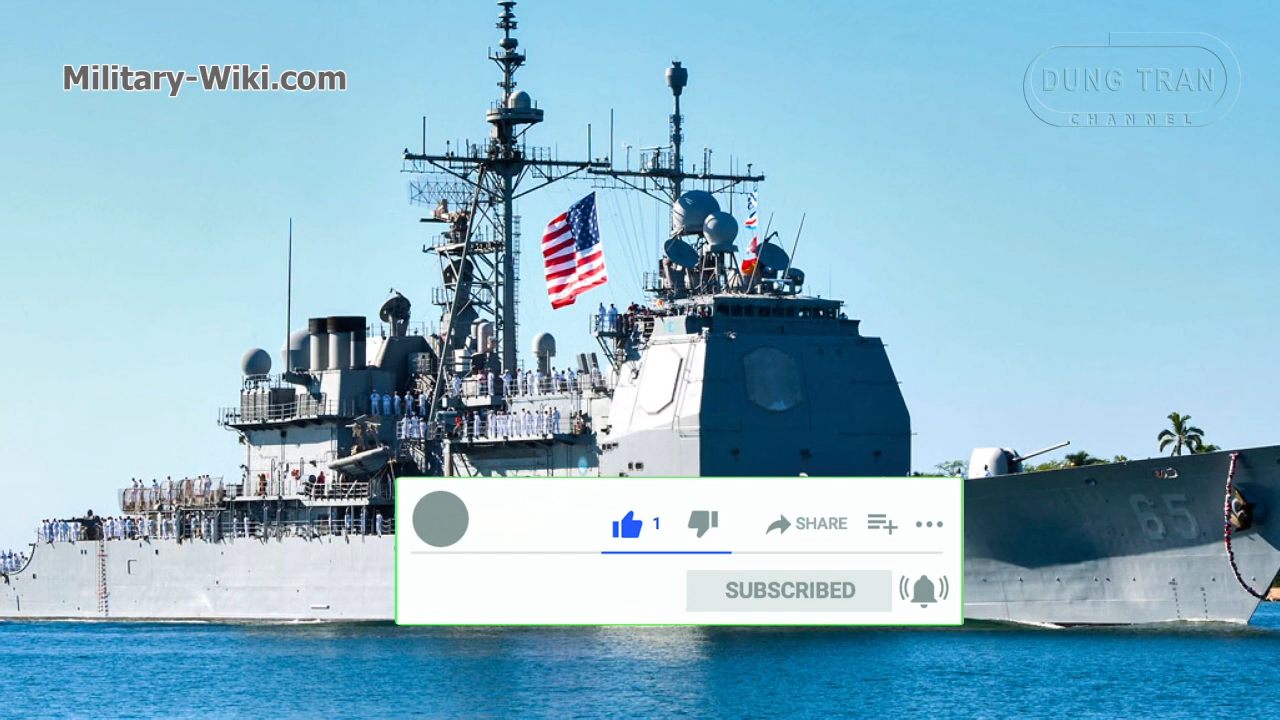 Military-Wiki.com
DUNG TRAN
CHANNEL
65
1
SHARE
SUBSCRIBED